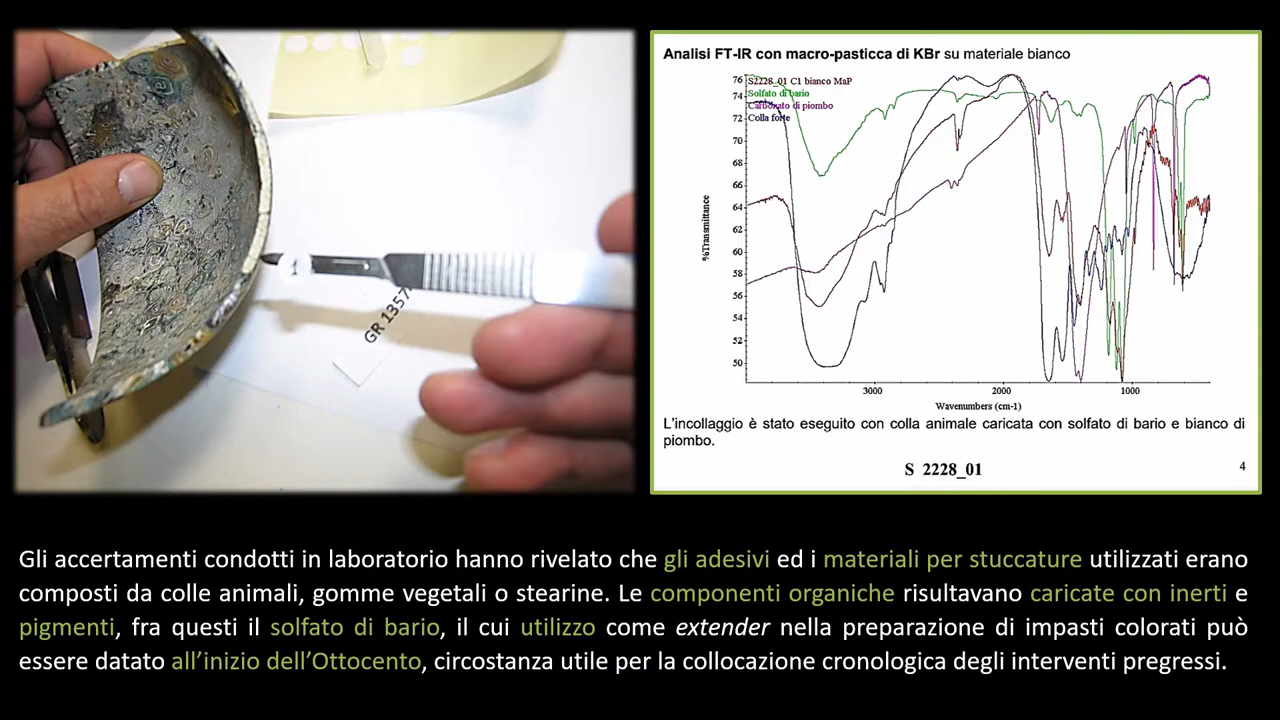 1
GR 1357
Analisi FT-IR con macro-pasticca di KBr su materiale bianco
S2228_01 C1 bianco MaP
Solfato di bario
Carbonato di piombo
Colla forte
76
74
72
70
68
66
64
62
60
58
56
54
52
50
%Transmittance
3000 2000 1000
Wavenumbers (cm-1)
L'incollaggio è stato eseguito con colla animale caricata con solfato di bario e bianco di
piombo.
S 2228_01
4
Gli accertamenti condotti in laboratorio hanno rivelato che gli adesivi ed i materiali per stuccature utilizzati erano
composti da colle animali, gomme vegetali o stearine. Le componenti organiche risultavano caricate con inerti e
pigmenti, fra questi il solfato di bario, il cui utilizzo come extender nella preparazione di impasti colorati può
essere datato all'inizio dell'Ottocento, circostanza utile per la collocazione cronologica degli interventi pregressi.